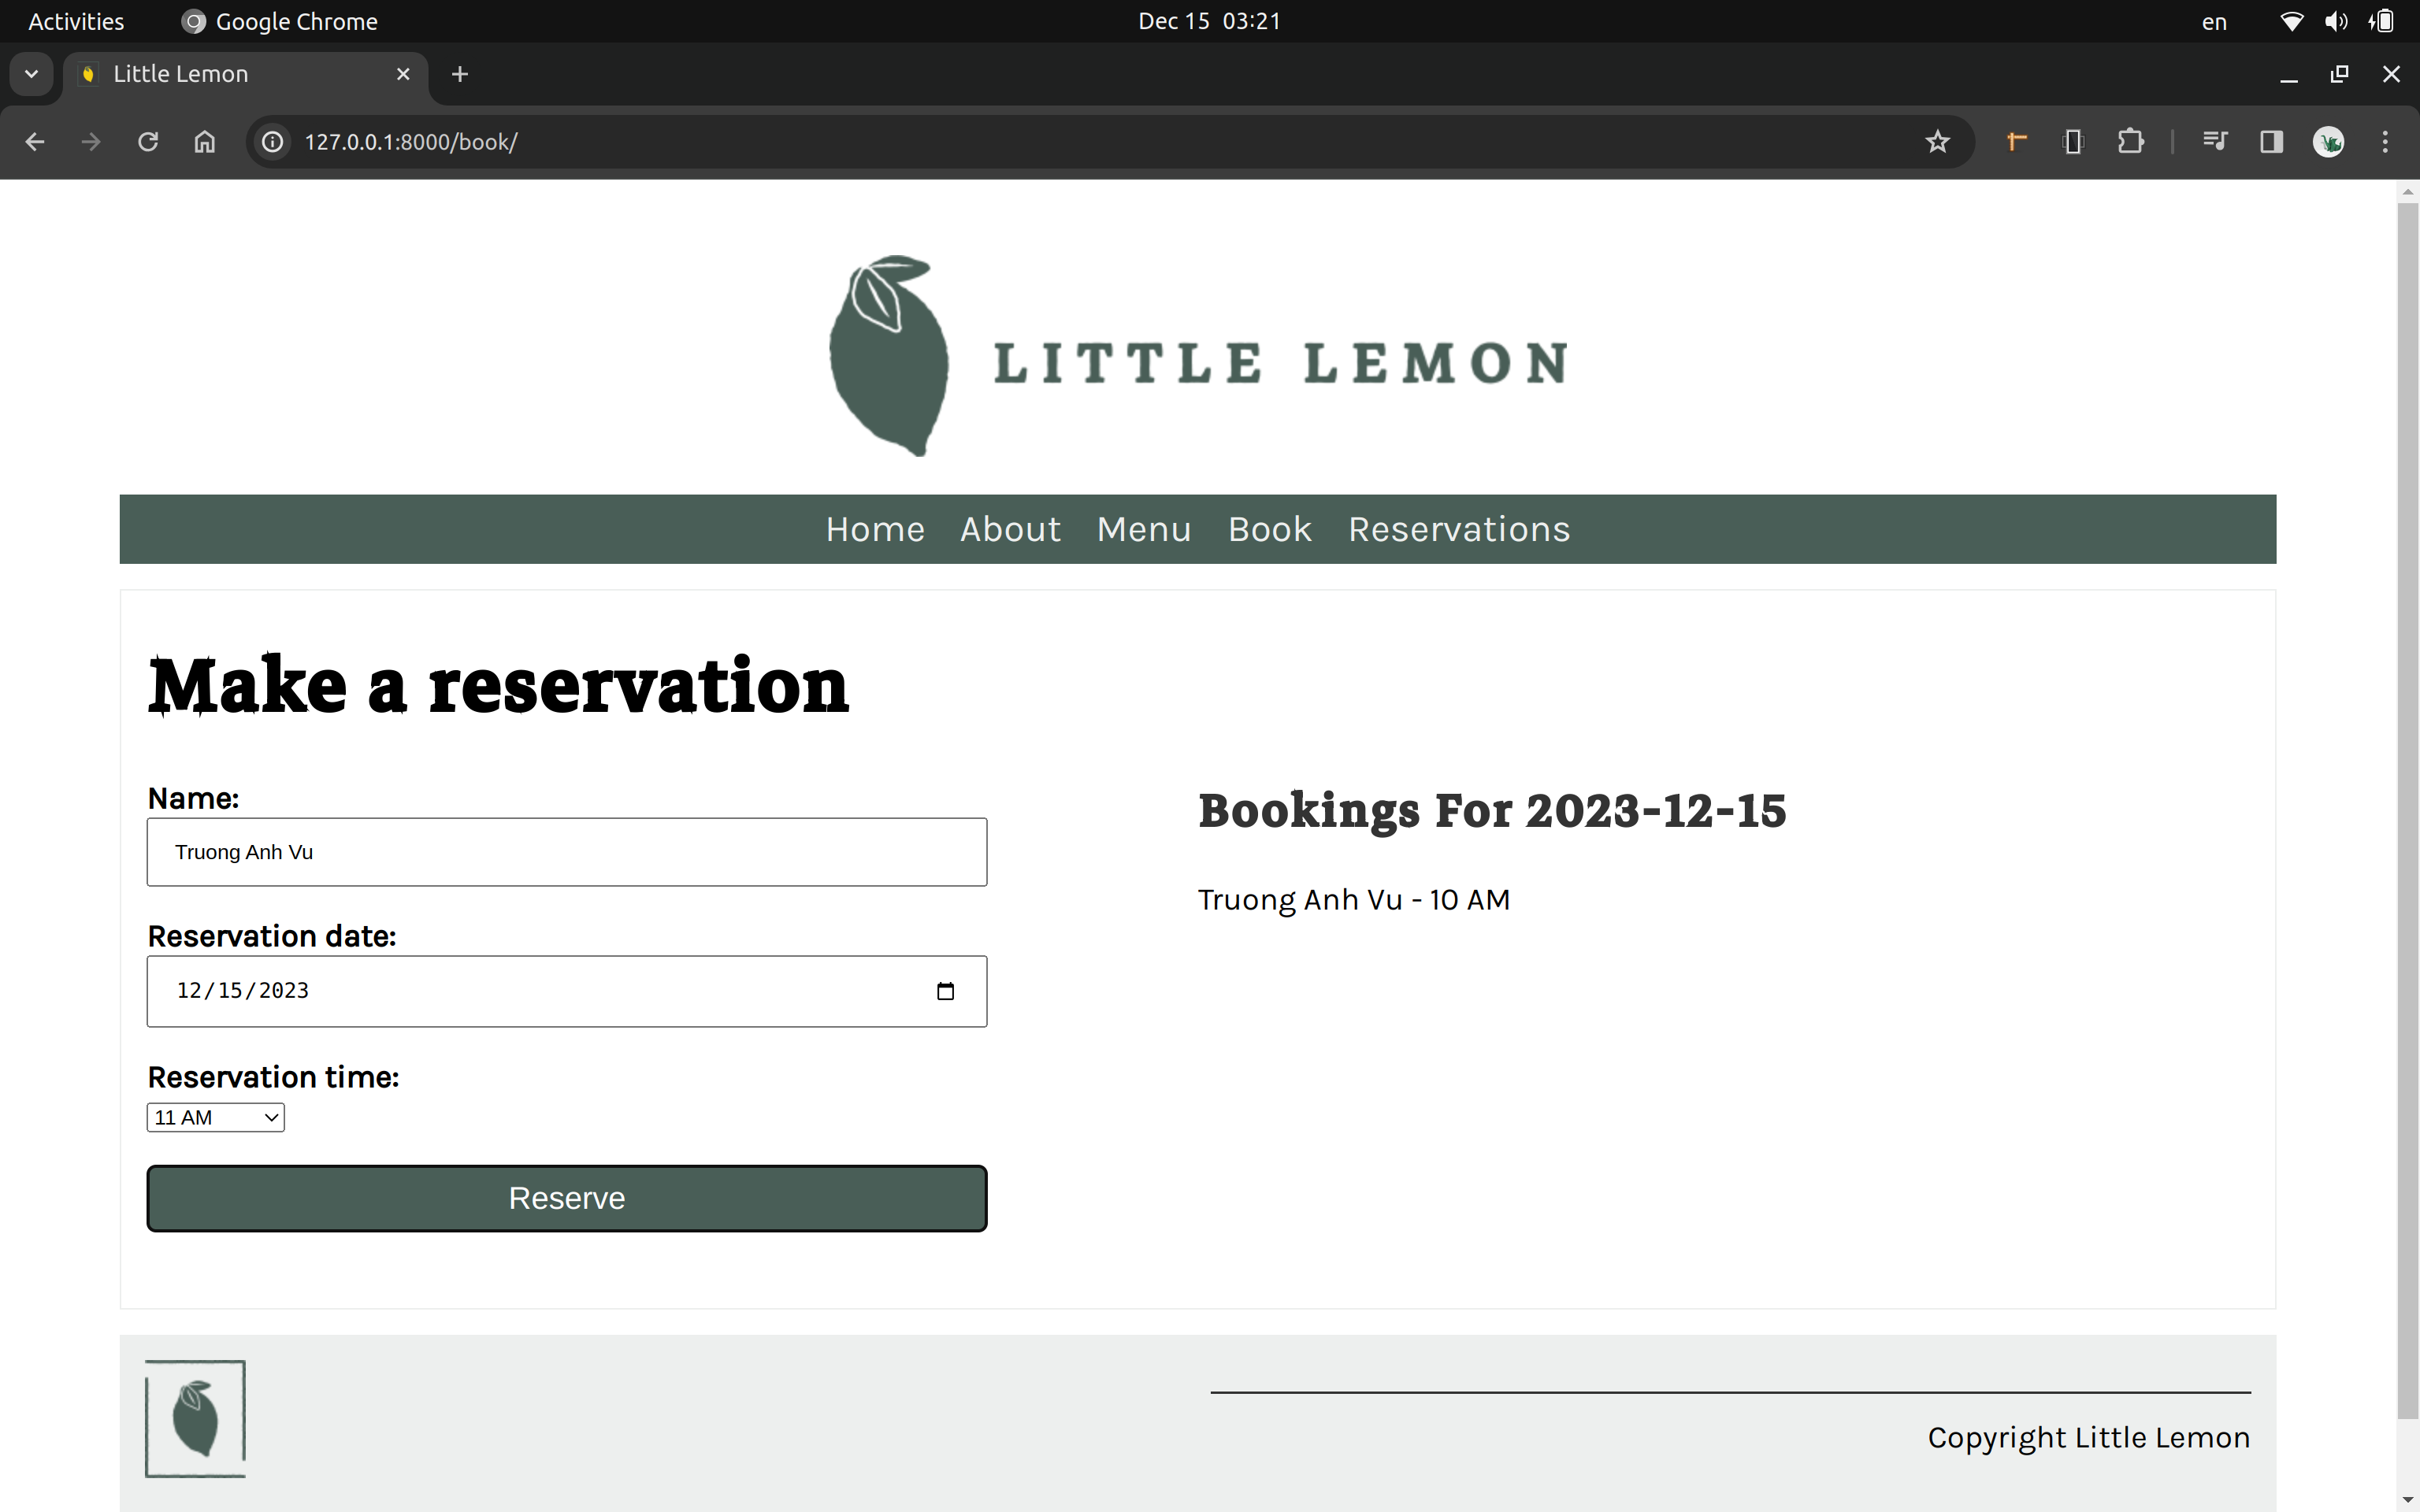 Activities Google Chrome Dec 15 03:21 en
Little Lemon
127.0.0.1:8000/book/
LITTLE LEMON
Home About Menu Book Reservations
Make a reservation
Name:
Truong Anh Vu
Reservation date:
12/15/2023
Reservation time:
11 AM
Reserve
Bookings For 2023-12-15
Truong Anh Vu - 10 AM
Copyright Little Lemon